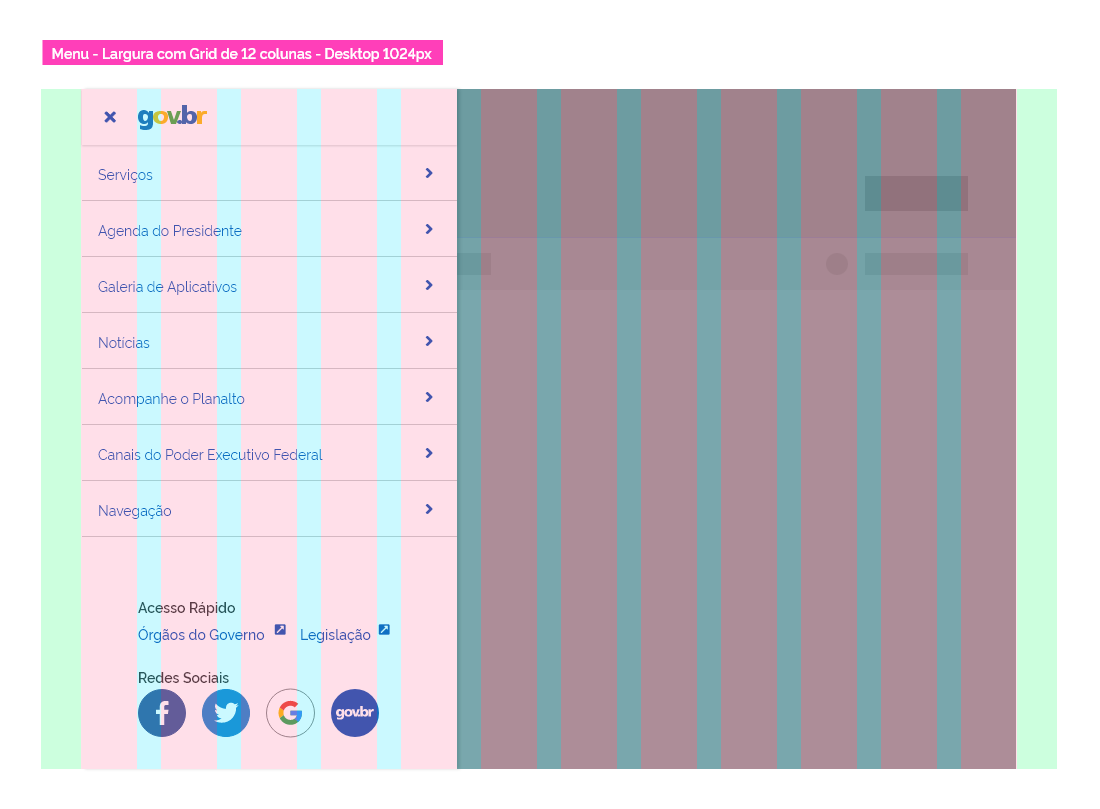 Menu - Largura com Grid de 12 colunas - Desktop 1024px
gov.br
Serviços
Agenda do Presidente
Galeria de Aplicativos
Notícias
Acompanhe o Planalto
Canais do Poder Executivo Federal
Navegação
Acesso Rápido
Órgãos do Governo Legislação
Redes Sociais
f G gov.br